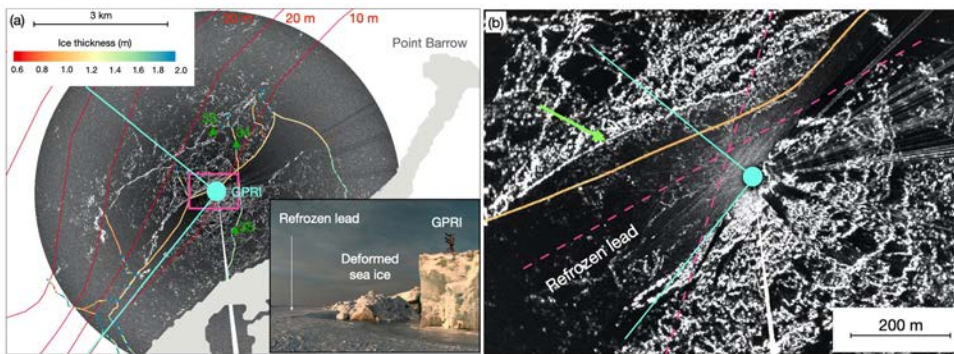 (a)
3 km
20 m
10 m
Ice thickness (m)
0.6 0.8 1.0 1.2 1.4 1.6 1.8 2.0
Point Barrow
GPRI
Refrozen lead
GPRI
Deformed
sea ice
(b)
Refrozen lead
200 m